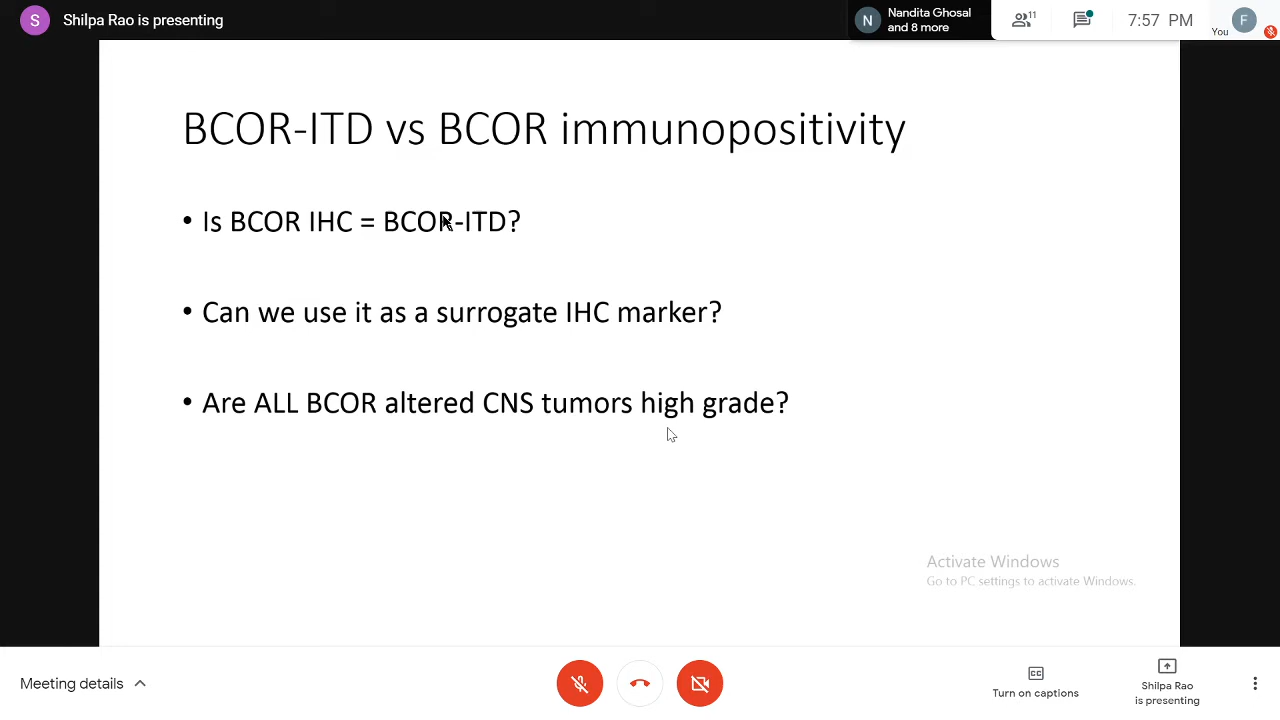 S Shilpa Rao is presenting
N Nandita Ghosal
and 8 more
11
7:57 PM
You
F
BCOR-ITD vs BCOR immunopositivity
• Is BCOR IHC = BCOR-ITD?
• Can we use it as a surrogate IHC marker?
• Are ALL BCOR altered CNS tumors high grade?
Activate Windows
Go to PC settings to activate Windows.
Meeting details
CC
Turn on captions
Shilpa Rao
is presenting